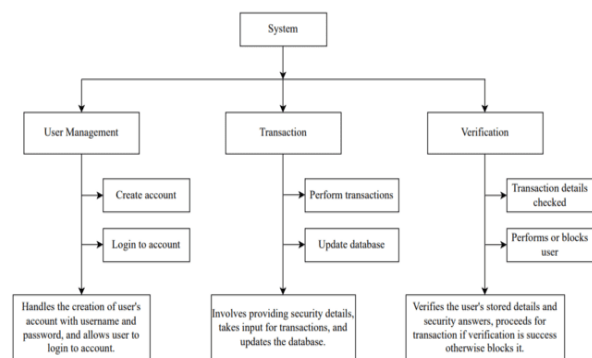 System
User Management
Transaction
Verification
Create account
Perform transactions
Transaction details
checked
Login to account
Update database
Performs or blocks
user
Handles the creation of user's
account with username and
password, and allows user to
login to account.
Involves providing security details,
takes input for transactions, and
updates the database.
Verifies the user's stored details and
security answers, proceeds for
transaction if verification is success
otherwise blocks it.